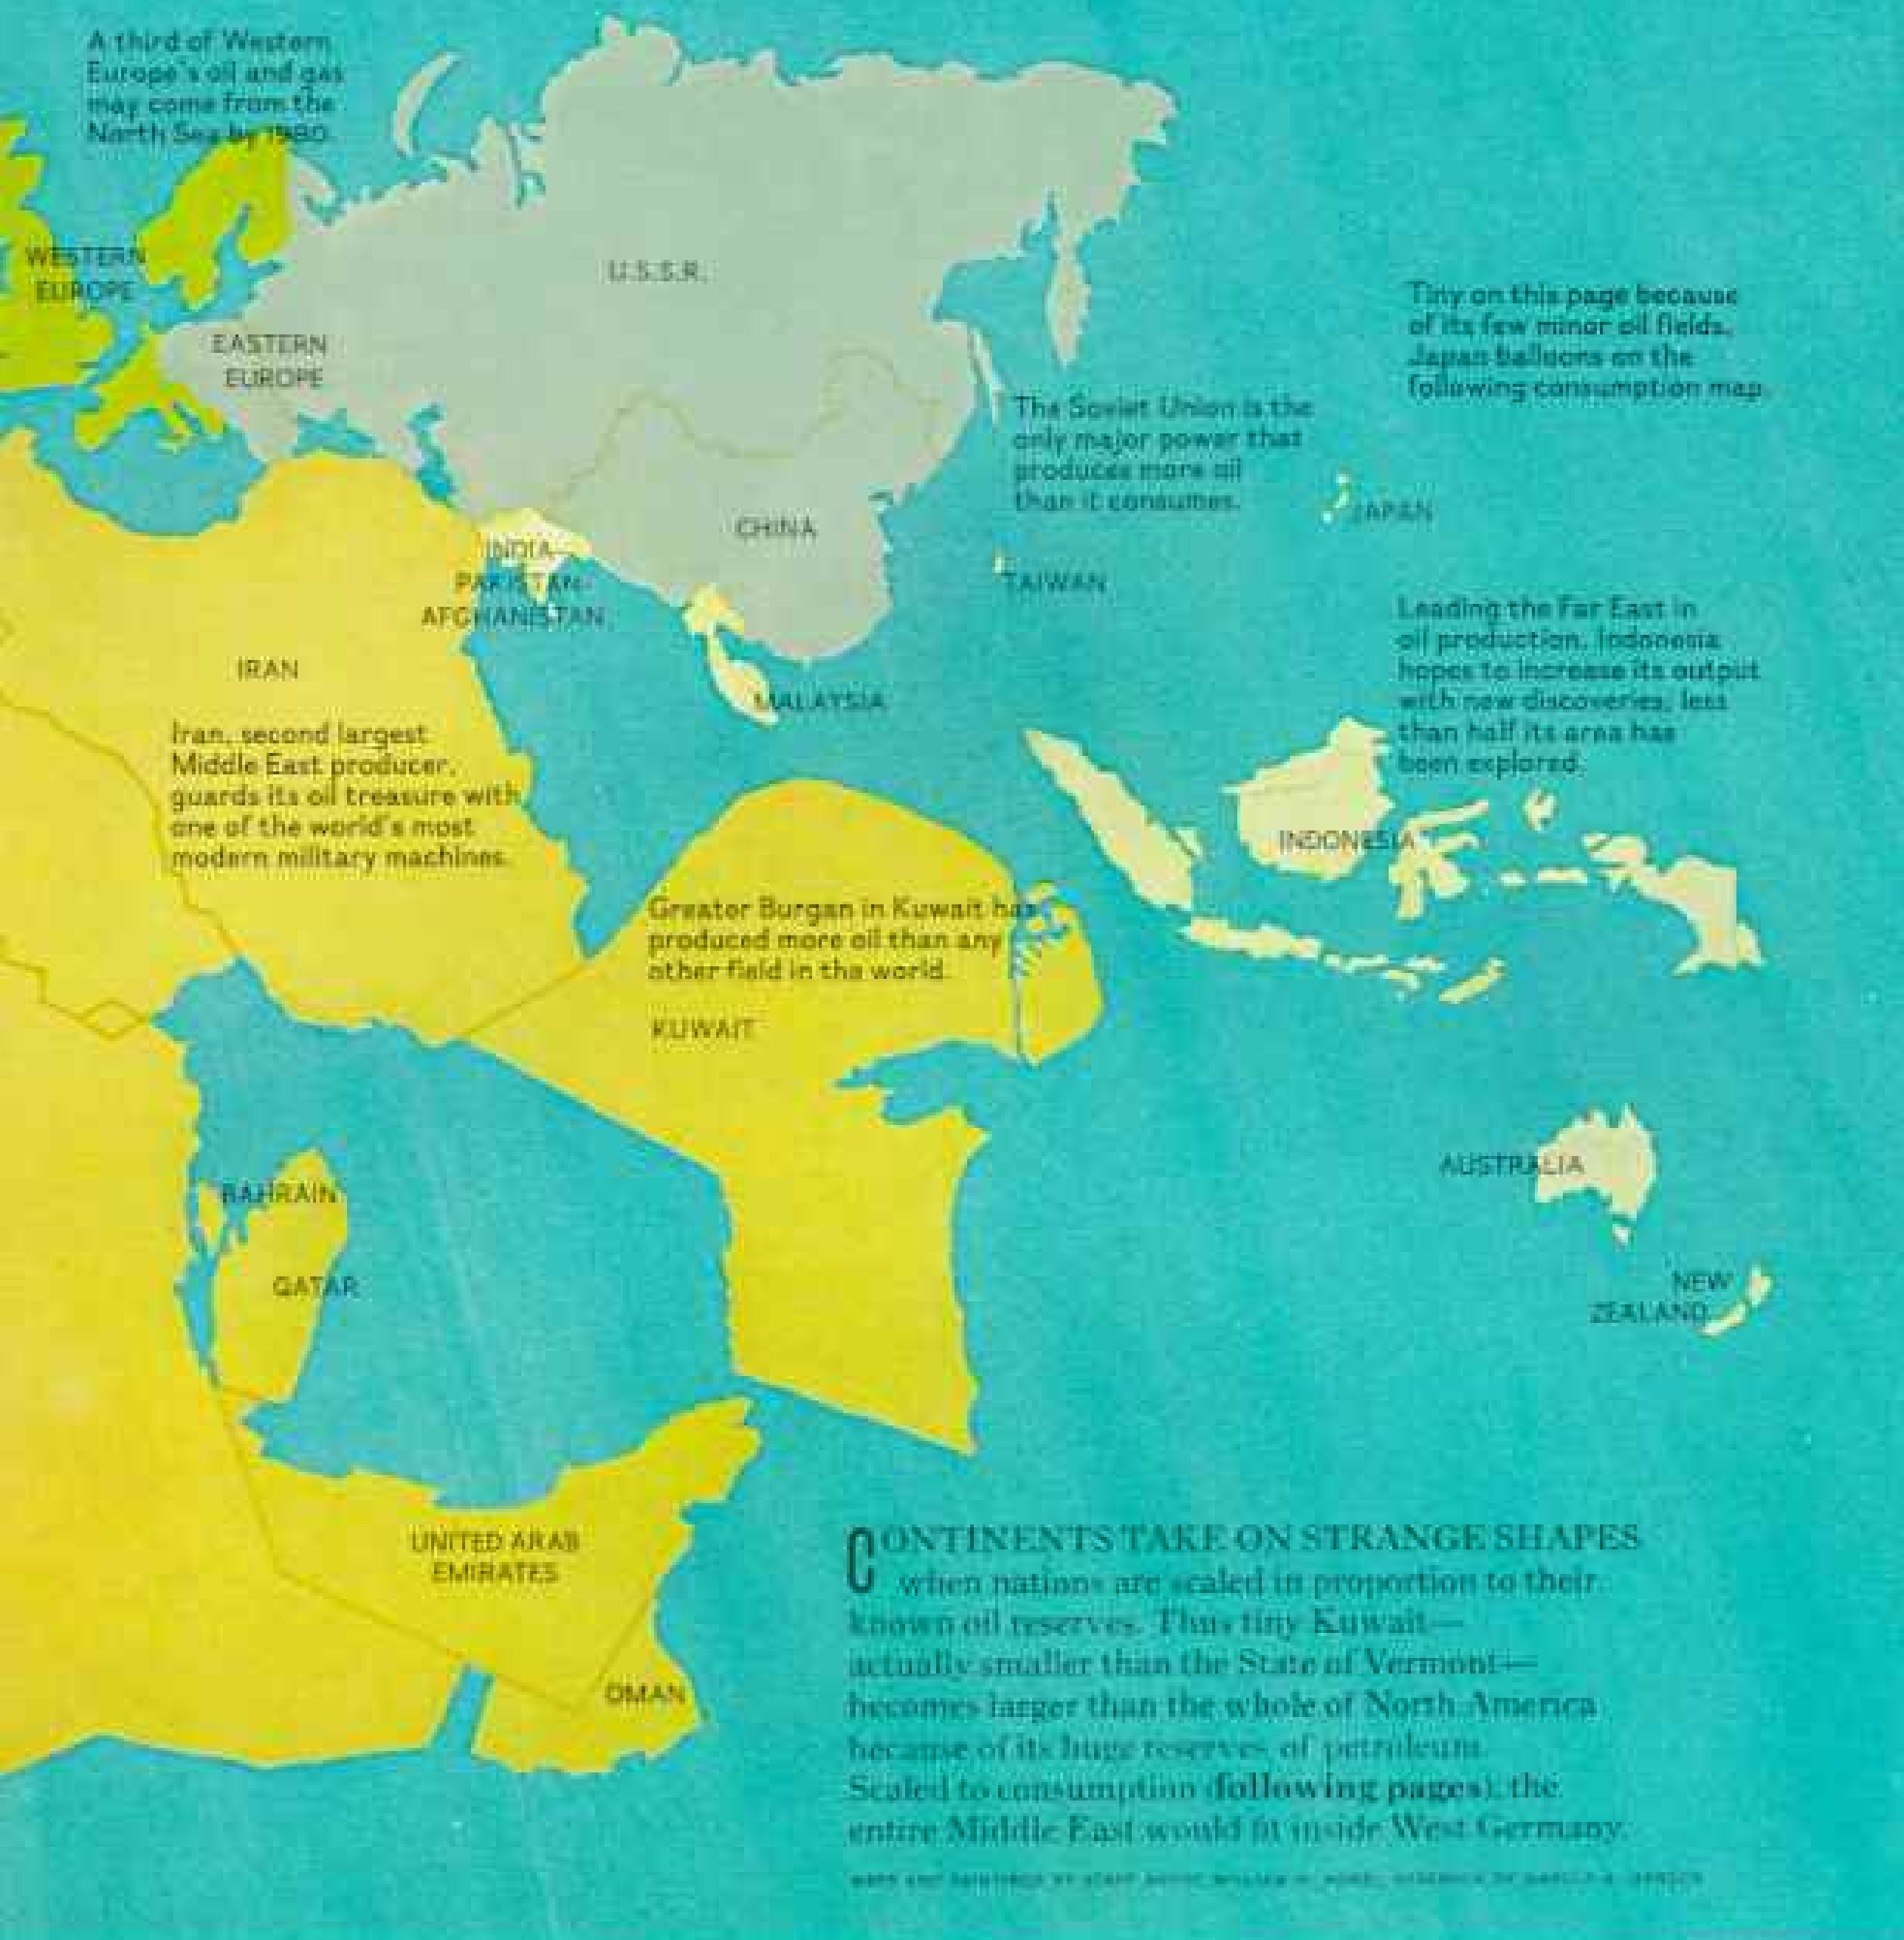 A third of Western
Europe's oil and gas
may come from the
North Sea by 1980.
WESTERN
EUROPE
EASTERN
EUROPE
U.S.S.R.
Tiny on this page because
of its few minor oil fields,
Japan balloons on the
following consumption map.
The Soviet Union is the
only major power that
produces more oil
than it consumes.
JAPAN
CHINA
INDIA-
PAKISTAN-
AFGHANISTAN
TAIWAN
MALAYSIA
Leading the Far East in
oil production, Indonesia
hopes to increase its output
with new discoveries; less
than half its area has
been explored.
INDONESIA
IRAN
Iran, second largest
Middle East producer,
guards its oil treasure with
one of the world's most
modern military machines.
Greater Burgan in Kuwait has
produced more oil than any
other field in the world.
KUWAIT
AUSTRALIA
NEW
ZEALAND
BAHRAIN
QATAR
UNITED ARAB
EMIRATES
OMAN
CONTINENTS TAKE ON STRANGE SHAPES
when nations are scaled in proportion to their
known oil reserves. Thus tiny Kuwait—
actually smaller than the State of Vermont—
becomes larger than the whole of North America
because of its huge reserves of petroleum.
Scaled to consumption (following pages), the
entire Middle East would fit inside West Germany.
MAPS AND PAINTINGS BY STAFF ARTIST WILLIAM